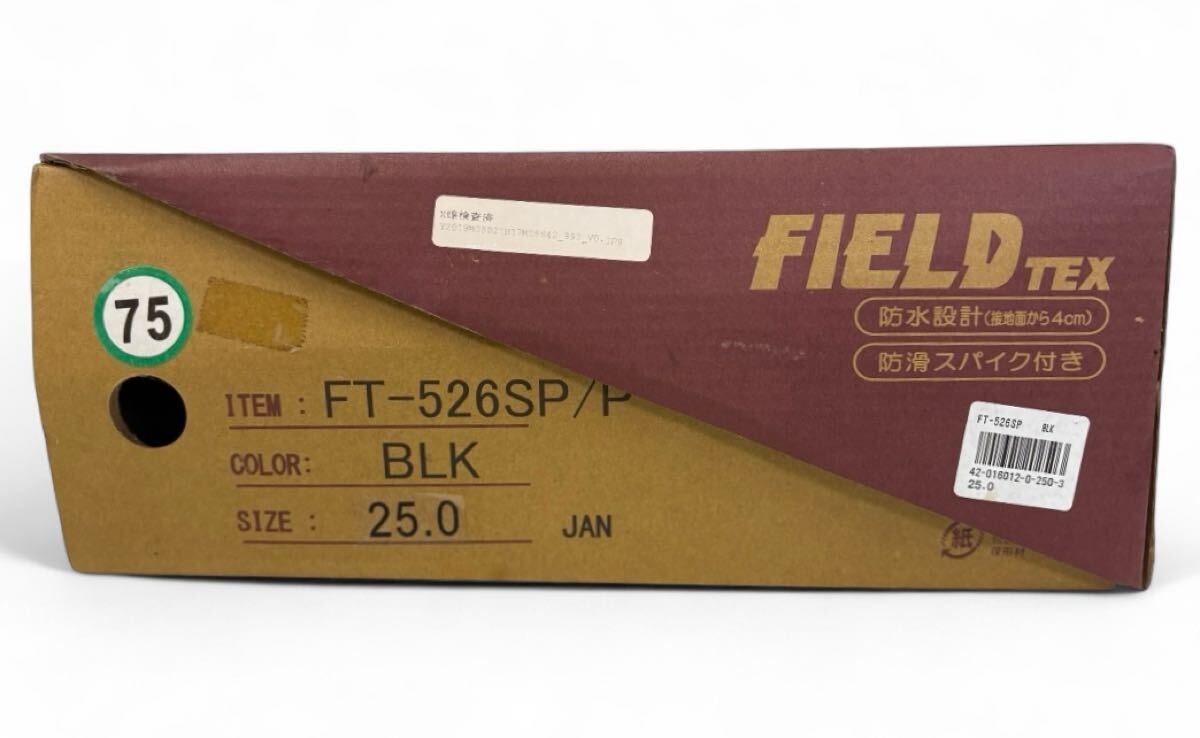 X線検査済
FIELD TEX
防水設計(接地面から4cm)
防滑スパイク付き
75
ITEM : FT-526SP/P
COLOR: BLK
SIZE : 25.0
JAN
FT-526SP BLK
42-016012-0-250-3
25.0
紙